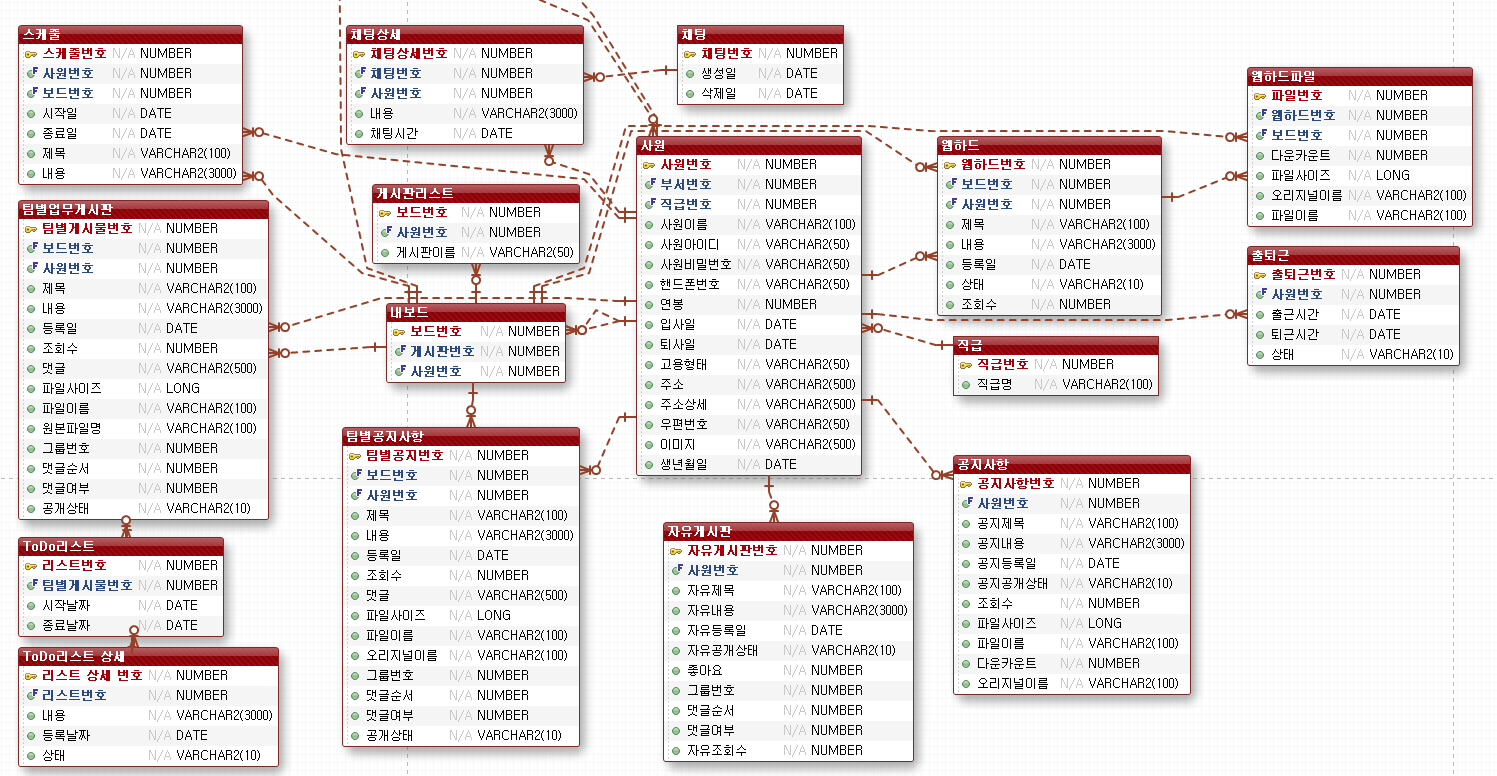 스케줄
스케줄번호 N/A NUMBER
사원번호 N/A NUMBER
보드번호 N/A NUMBER
시작일 N/A DATE
종료일 N/A DATE
제목 N/A VARCHAR2(100)
내용 N/A VARCHAR2(3000)
채팅상세
채팅상세번호 N/A NUMBER
채팅번호 N/A NUMBER
사원번호 N/A NUMBER
내용 N/A VARCHAR2(3000)
채팅시간 N/A DATE
채팅
채팅번호 N/A NUMBER
생성일 N/A DATE
삭제일 N/A DATE
웹하드파일
파일번호 N/A NUMBER
웹하드번호 N/A NUMBER
보드번호 N/A NUMBER
다운카운트 N/A NUMBER
파일사이즈 N/A LONG
오리지널이름 N/A VARCHAR2(100)
파일이름 N/A VARCHAR2(100)
사원
사원번호 N/A NUMBER
부서번호 N/A NUMBER
직급번호 N/A NUMBER
사원이름 N/A VARCHAR2(100)
사원아이디 N/A VARCHAR2(50)
사원비밀번호 N/A VARCHAR2(50)
핸드폰번호 N/A VARCHAR2(50)
연봉 N/A NUMBER
입사일 N/A DATE
퇴사일 N/A DATE
고용형태 N/A VARCHAR2(50)
주소 N/A VARCHAR2(500)
주소상세 N/A VARCHAR2(500)
우편번호 N/A VARCHAR2(50)
이미지 N/A VARCHAR2(500)
생년월일 N/A DATE
웹하드
웹하드번호 N/A NUMBER
보드번호 N/A NUMBER
사원번호 N/A NUMBER
제목 N/A VARCHAR2(100)
내용 N/A VARCHAR2(3000)
등록일 N/A DATE
상태 N/A VARCHAR2(10)
조회수 N/A NUMBER
게시판리스트
보드번호 N/A NUMBER
사원번호 N/A NUMBER
게시판이름 N/A VARCHAR2(50)
팀별업무게시판
팀별게시물번호 N/A NUMBER
보드번호 N/A NUMBER
사원번호 N/A NUMBER
제목 N/A VARCHAR2(100)
내용 N/A VARCHAR2(3000)
등록일 N/A DATE
조회수 N/A NUMBER
댓글 N/A VARCHAR2(500)
파일사이즈 N/A LONG
파일이름 N/A VARCHAR2(100)
원본파일명 N/A VARCHAR2(100)
그룹번호 N/A NUMBER
댓글순서 N/A NUMBER
댓글여부 N/A NUMBER
공개상태 N/A VARCHAR2(10)
출퇴근
출퇴근번호 N/A NUMBER
사원번호 N/A NUMBER
출근시간 N/A DATE
퇴근시간 N/A DATE
상태 N/A VARCHAR2(10)
내보드
보드번호 N/A NUMBER
게시판번호 N/A NUMBER
사원번호 N/A NUMBER
직급
직급번호 N/A NUMBER
직급명 N/A VARCHAR2(100)
팀별공지사항
팀별공지번호 N/A NUMBER
보드번호 N/A NUMBER
사원번호 N/A NUMBER
제목 N/A VARCHAR2(100)
내용 N/A VARCHAR2(3000)
등록일 N/A DATE
조회수 N/A NUMBER
댓글 N/A VARCHAR2(500)
파일사이즈 N/A LONG
파일이름 N/A VARCHAR2(100)
오리지널이름 N/A VARCHAR2(100)
그룹번호 N/A NUMBER
댓글순서 N/A NUMBER
댓글여부 N/A NUMBER
공개상태 N/A VARCHAR2(10)
공지사항
공지사항번호 N/A NUMBER
사원번호 N/A NUMBER
공지제목 N/A VARCHAR2(100)
공지내용 N/A VARCHAR2(3000)
공지등록일 N/A DATE
공지공개상태 N/A VARCHAR2(10)
조회수 N/A NUMBER
파일사이즈 N/A LONG
파일이름 N/A VARCHAR2(100)
다운카운트 N/A NUMBER
오리지널이름 N/A VARCHAR2(100)
자유게시판
자유게시판번호 N/A NUMBER
사원번호 N/A NUMBER
자유제목 N/A VARCHAR2(100)
자유내용 N/A VARCHAR2(3000)
자유등록일 N/A DATE
자유공개상태 N/A VARCHAR2(10)
좋아요 N/A NUMBER
그룹번호 N/A NUMBER
댓글순서 N/A NUMBER
댓글여부 N/A NUMBER
자유조회수 N/A NUMBER
ToDo리스트
리스트번호 N/A NUMBER
팀별게시물번호 N/A NUMBER
시작날짜 N/A DATE
종료날짜 N/A DATE
ToDo리스트 상세
리스트 상세 번호 N/A NUMBER
리스트번호 N/A NUMBER
내용 N/A VARCHAR2(3000)
등록날짜 N/A DATE
상태 N/A VARCHAR2(10)